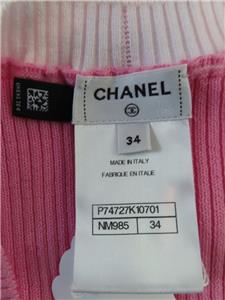 CHANEL
34
MADE IN ITALY
FABRIQUE EN ITALIE
P74727K10701
NM985 34